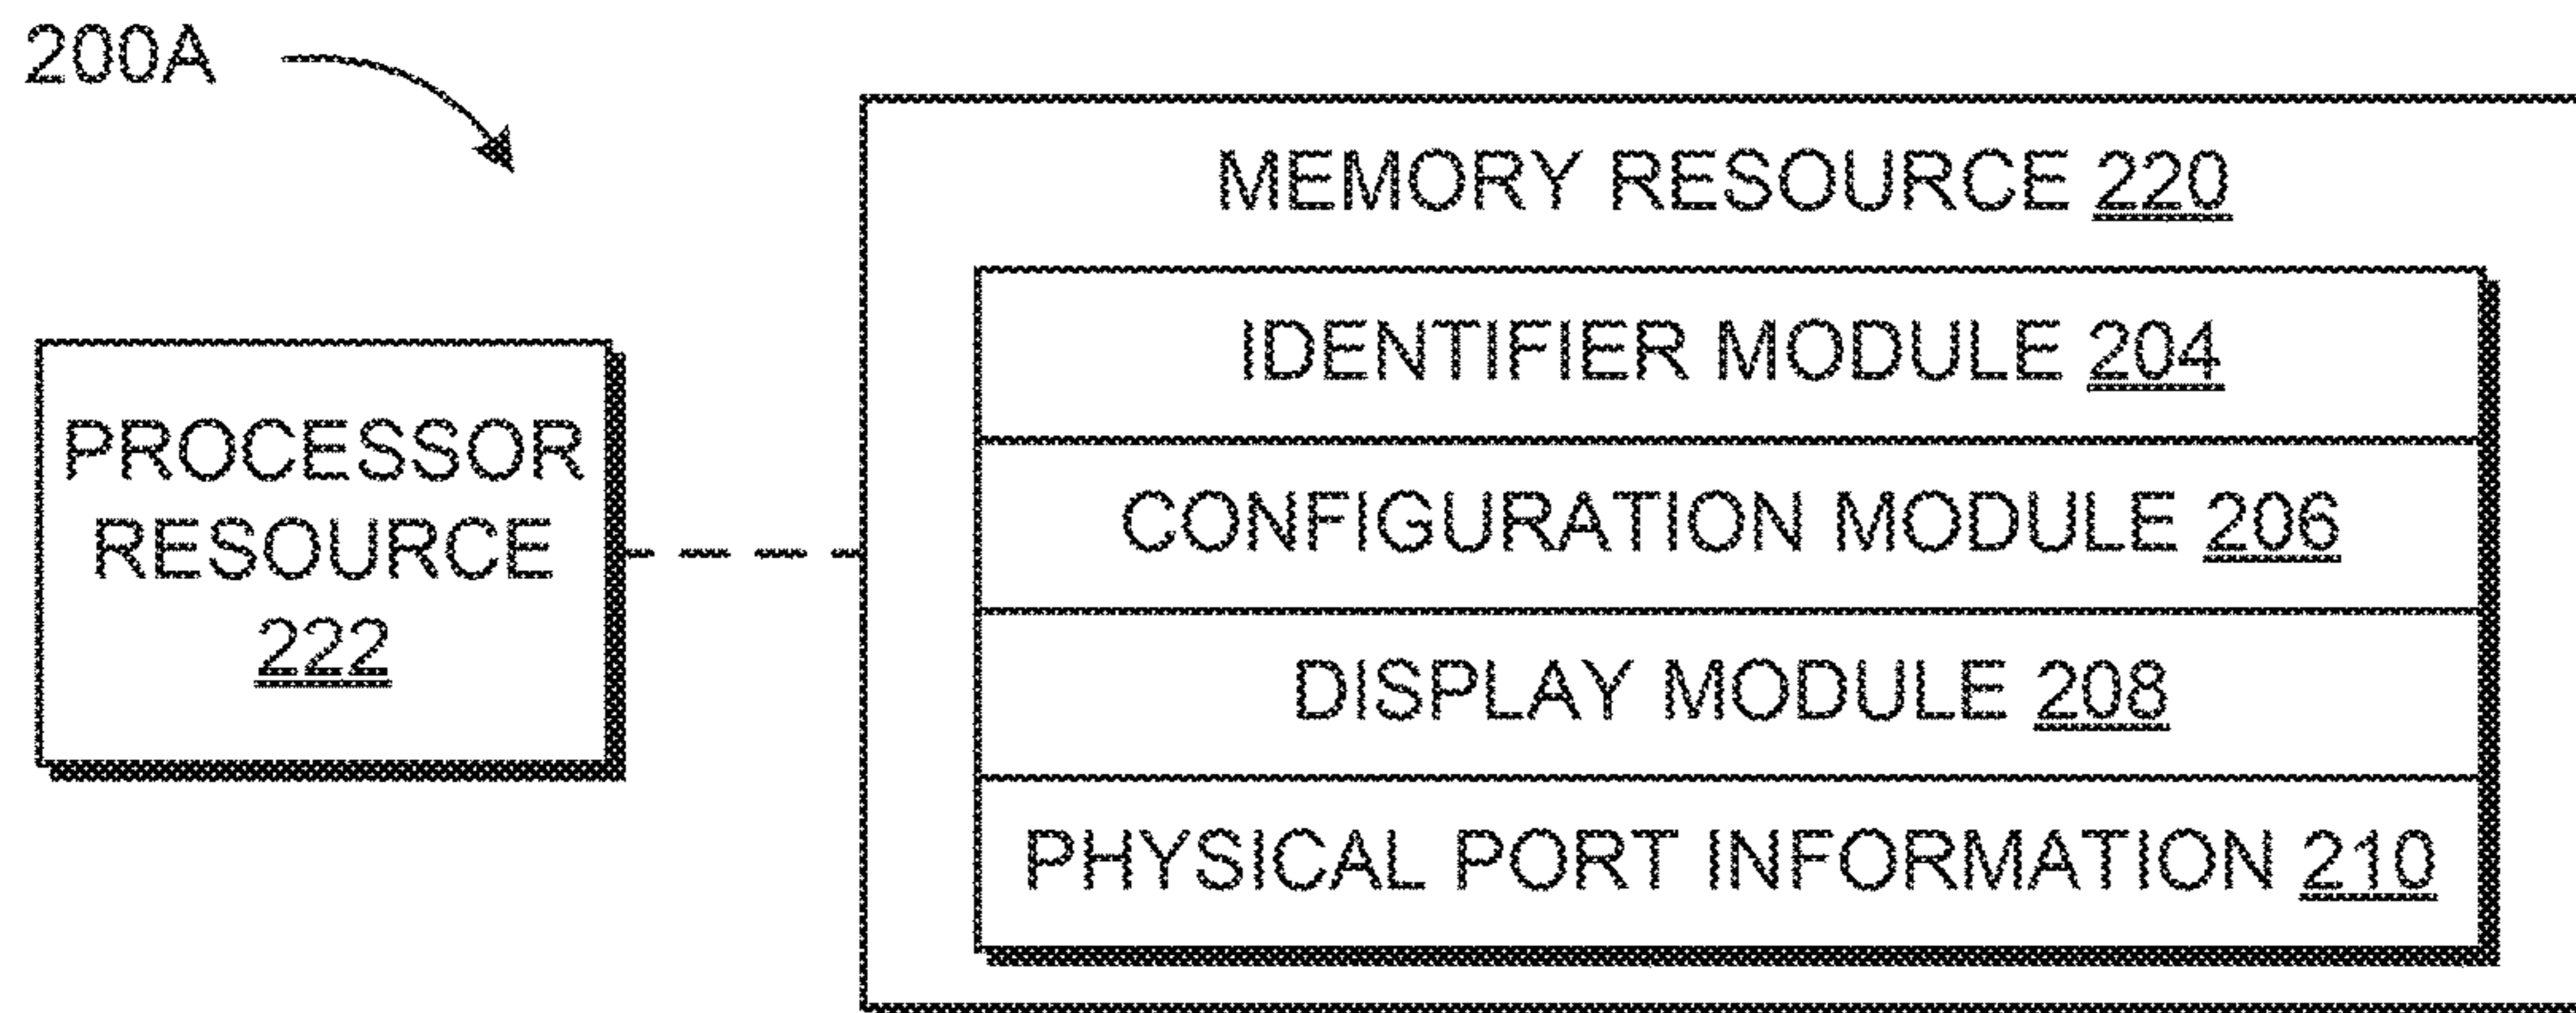 200A
MEMORY RESOURCE 220
IDENTIFIER MODULE 204
CONFIGURATION MODULE 206
DISPLAY MODULE 208
PHYSICAL PORT INFORMATION 210
PROCESSOR
RESOURCE
222